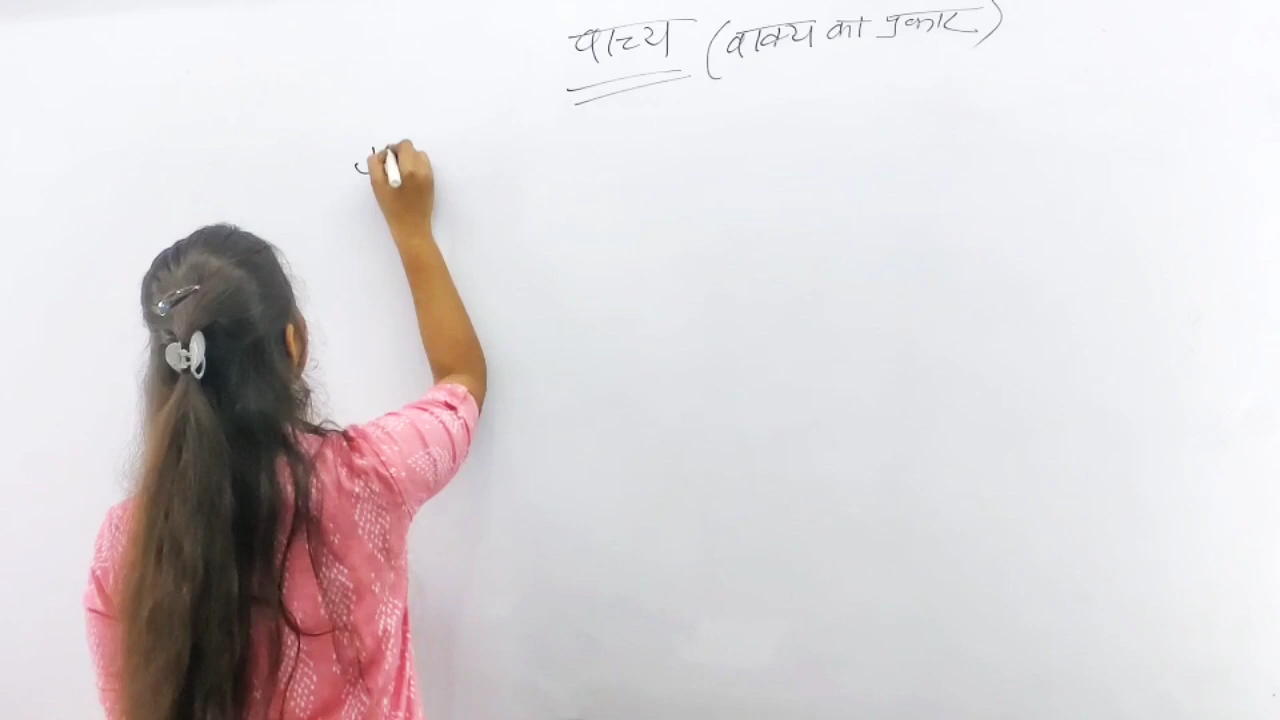 वाच्य (वाक्य का प्रकार)